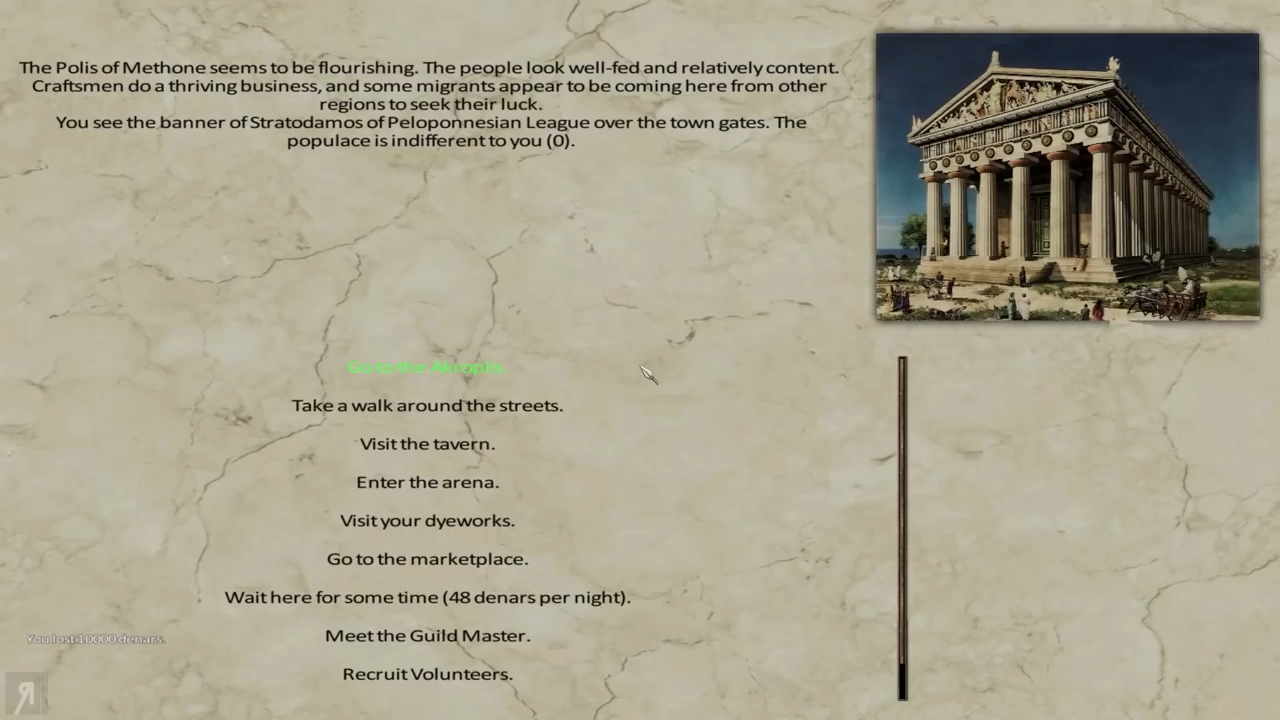 The Polis of Methone seems to be flourishing. The people look well-fed and relatively content.
Craftsmen do a thriving business, and some migrants appear to be coming here from other
regions to seek their luck.
You see the banner of Stratodamos of Peloponnesian League over the town gates. The
populace is indifferent to you (0).
Go to the Akroplis.
Take a walk around the streets.
Visit the tavern.
Enter the arena.
Visit your dyeworks.
Go to the marketplace.
Wait here for some time (48 denars per night).
Meet the Guild Master.
You lost 10000 denars.
Recruit Volunteers.